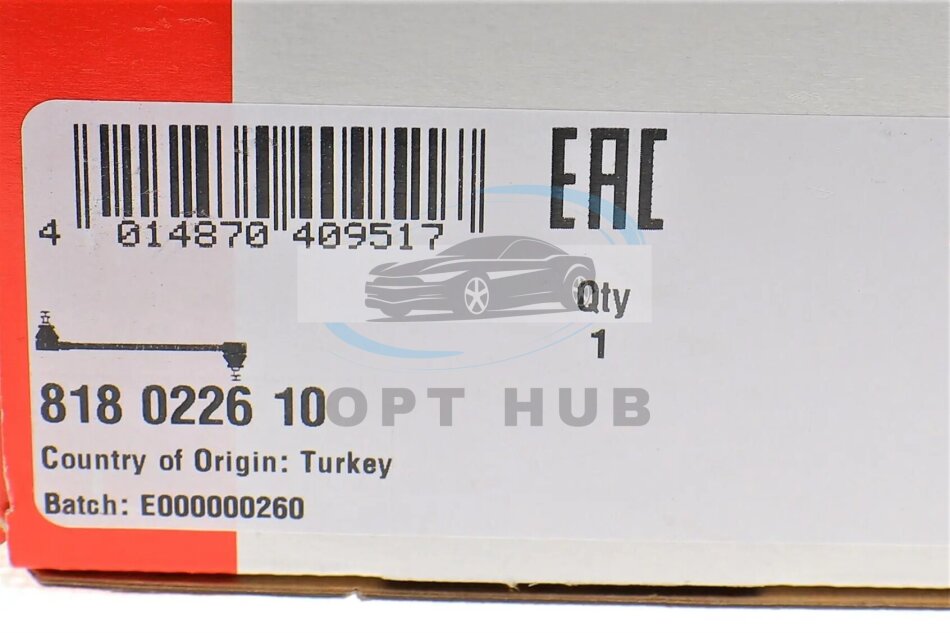 EAC
4 014870 409517
Qty
1
818 0226 10
OPT HUB
Country of Origin: Turkey
Batch: E000000260